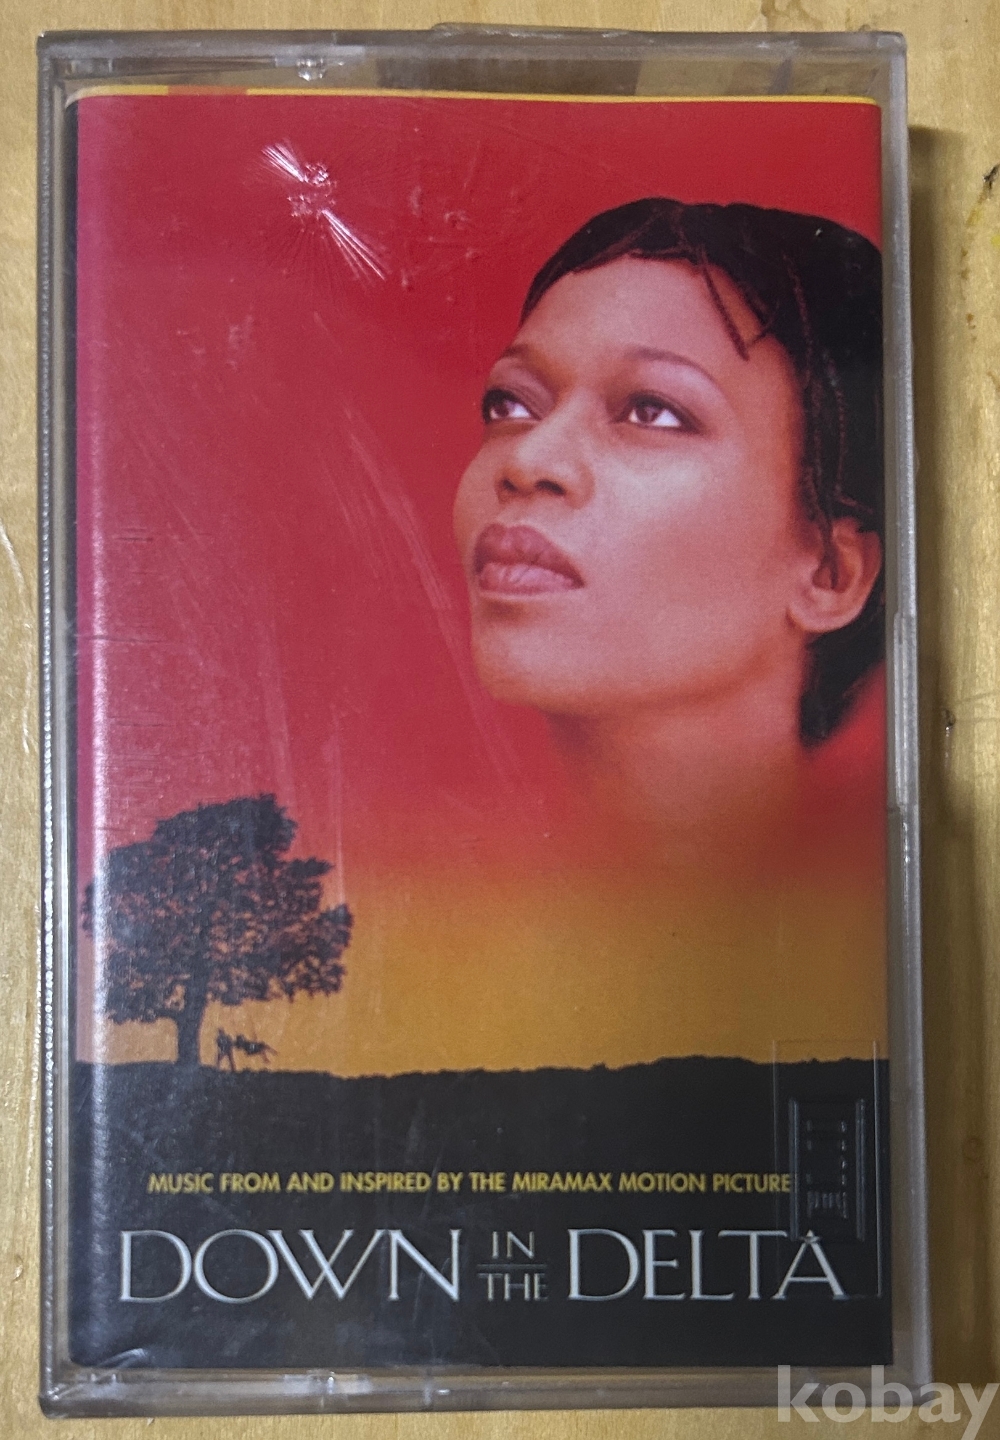 MUSIC FROM AND INSPIRED BY THE MIRAMAX MOTION PICTURE
DOWN IN THE DELTA
kobay